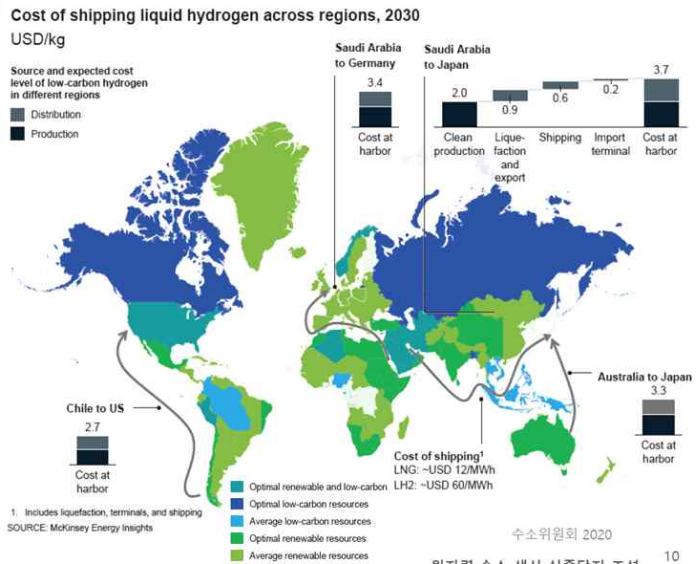 Cost of shipping liquid hydrogen across regions, 2030
USD/kg
Source and expected cost
level of low-carbon hydrogen
in different regions
Distribution
Production
Saudi Arabia
to Germany
3.4
Cost at
harbor
Saudi Arabia
to Japan
2.0
0.9
0.6
0.2
3.7
Clean
production
Lique-
faction
and
export
Shipping
Import
terminal
Cost at
harbor
Chile to US
2.7
Cost at
harbor
Australia to Japan
3.3
Cost at
harbor
Cost of shipping¹
LNG: ~USD 12/MWh
LH2: ~USD 60/MWh
Optimal renewable and low-carbon
Optimal low-carbon resources
Average low-carbon resources
Optimal renewable resources
Average renewable resources
1. Includes liquefaction, terminals, and shipping
SOURCE: McKinsey Energy Insights
수소위원회 2020
10